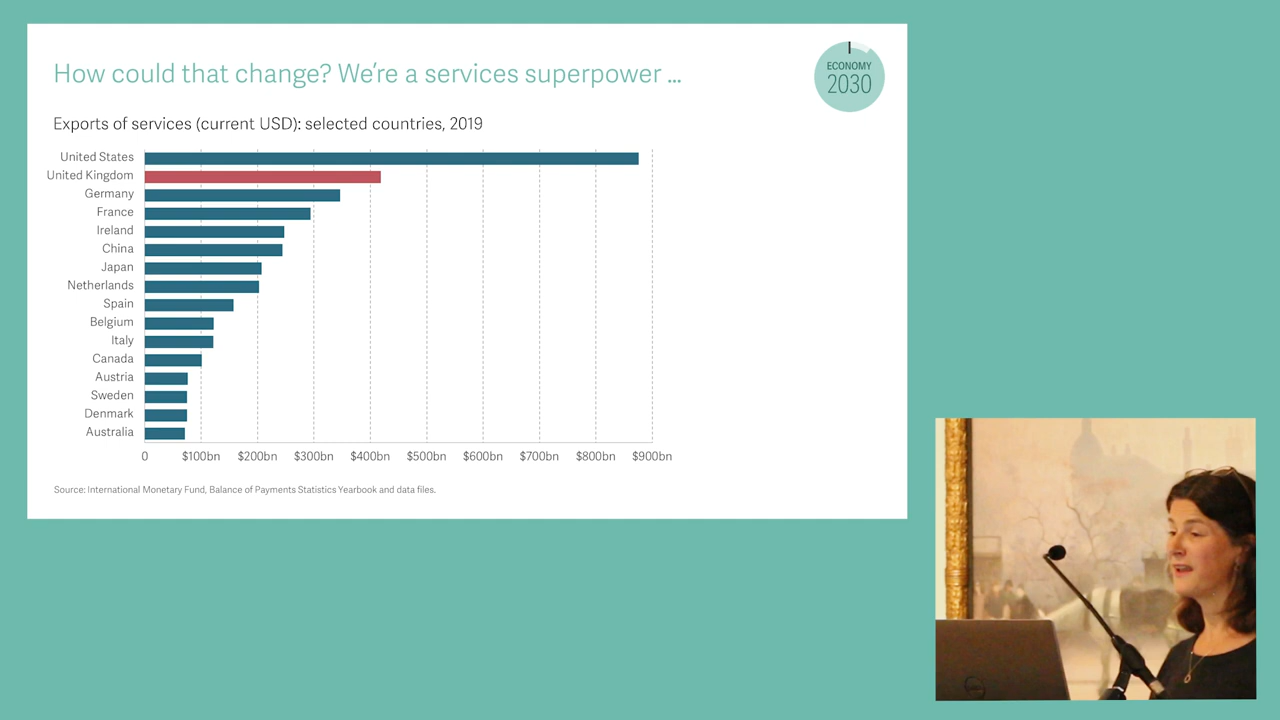 How could that change? We're a services superpower ...
ECONOMY
2030
Exports of services (current USD): selected countries, 2019
United States
United Kingdom
Germany
France
Ireland
China
Japan
Netherlands
Spain
Belgium
Italy
Canada
Austria
Sweden
Denmark
Australia
0 $100bn $200bn $300bn $400bn $500bn $600bn $700bn $800bn $900bn
Source: International Monetary Fund, Balance of Payments Statistics Yearbook and data files.